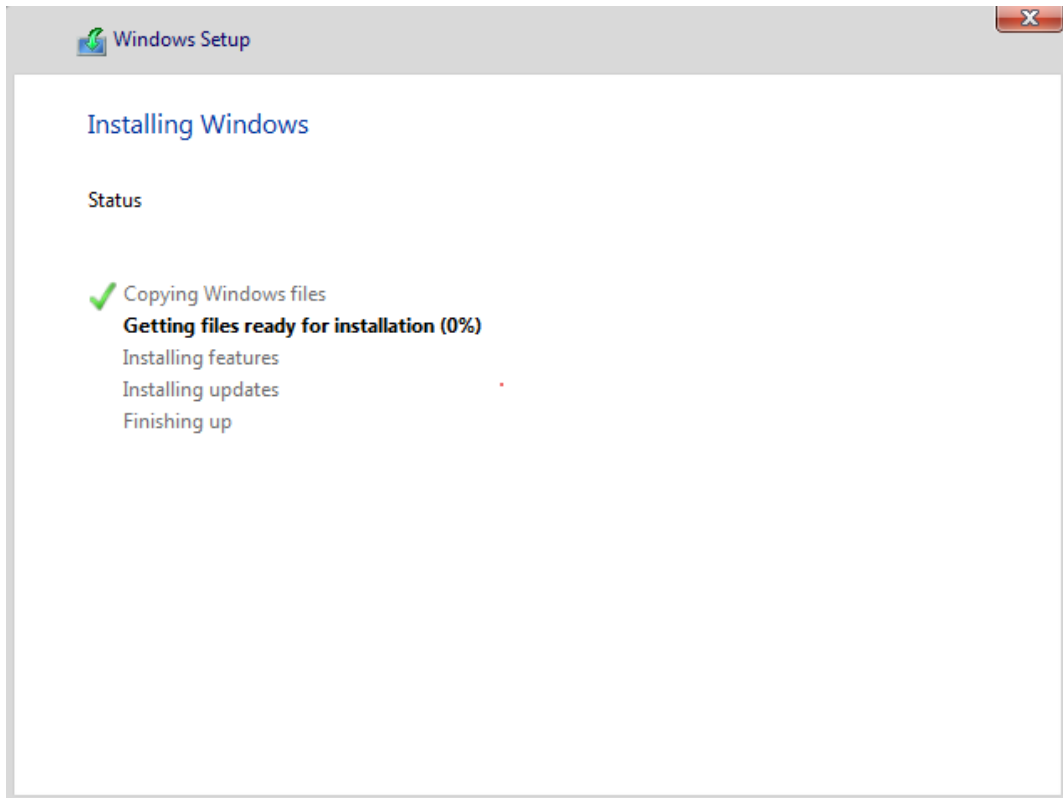 Windows Setup
Installing Windows
Status
Copying Windows files
Getting files ready for installation (0%)
Installing features
Installing updates
Finishing up